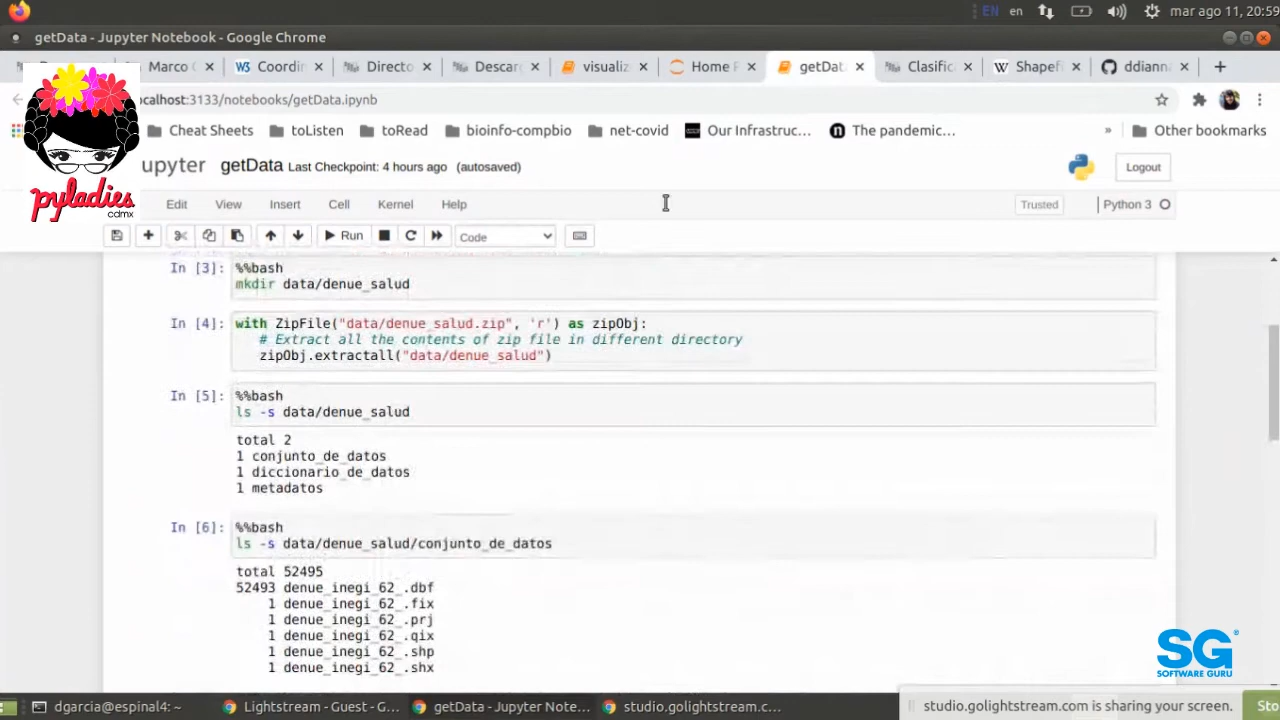 EN en mar ago 11, 20:59
getData - Jupyter Notebook - Google Chrome
Marco Coordin Directo Descar visualiz Home P getDat Clasific Shapef ddianna
localhost:3133/notebooks/getData.ipynb
Cheat Sheets toListen toRead bioinfo-compbio net-covid Our Infrastruc... The pandemic... » Other bookmarks
jupyter getData Last Checkpoint: 4 hours ago (autosaved) Logout
Edit View Insert Cell Kernel Help Trusted Python 3
pyladies
cdmx
Run Code
In [3]: %%bash
mkdir data/denue_salud
In [4]: with ZipFile("data/denue_salud.zip", 'r') as zipObj:
# Extract all the contents of zip file in different directory
zipObj.extractall("data/denue_salud")
In [5]: %%bash
ls -s data/denue_salud
total 2
1 conjunto_de_datos
1 diccionario_de_datos
1 metadatos
In [6]: %%bash
ls -s data/denue_salud/conjunto_de_datos
total 52495
52493 denue_inegi_62_.dbf
1 denue_inegi_62_.fix
1 denue_inegi_62_.prj
1 denue_inegi_62_.qix
1 denue_inegi_62_.shp
1 denue_inegi_62_.shx
SG
SOFTWARE GURU
dgarcia@espinal4: ~ Lightstream - Guest - G... getData - Jupyter Note... studio.golightstream.c... studio.golightstream.com is sharing your screen. Sto